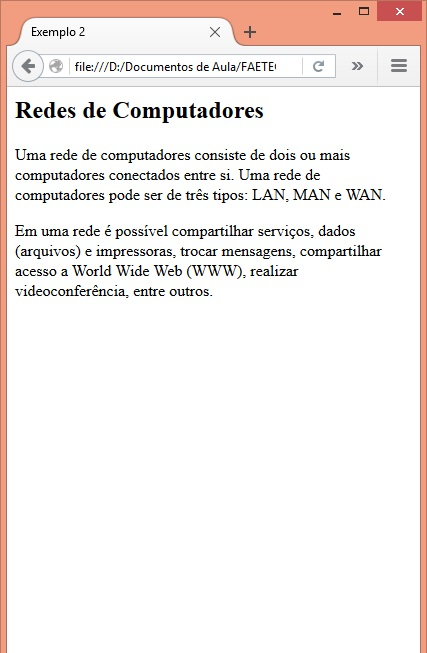 Exemplo 2
file:///D:/Documentos de Aula/FAETE
Redes de Computadores
Uma rede de computadores consiste de dois ou mais
computadores conectados entre si. Uma rede de
computadores pode ser de três tipos: LAN, MAN e WAN.
Em uma rede é possível compartilhar serviços, dados
(arquivos) e impressoras, trocar mensagens, compartilhar
acesso a World Wide Web (WWW), realizar
videoconferência, entre outros.